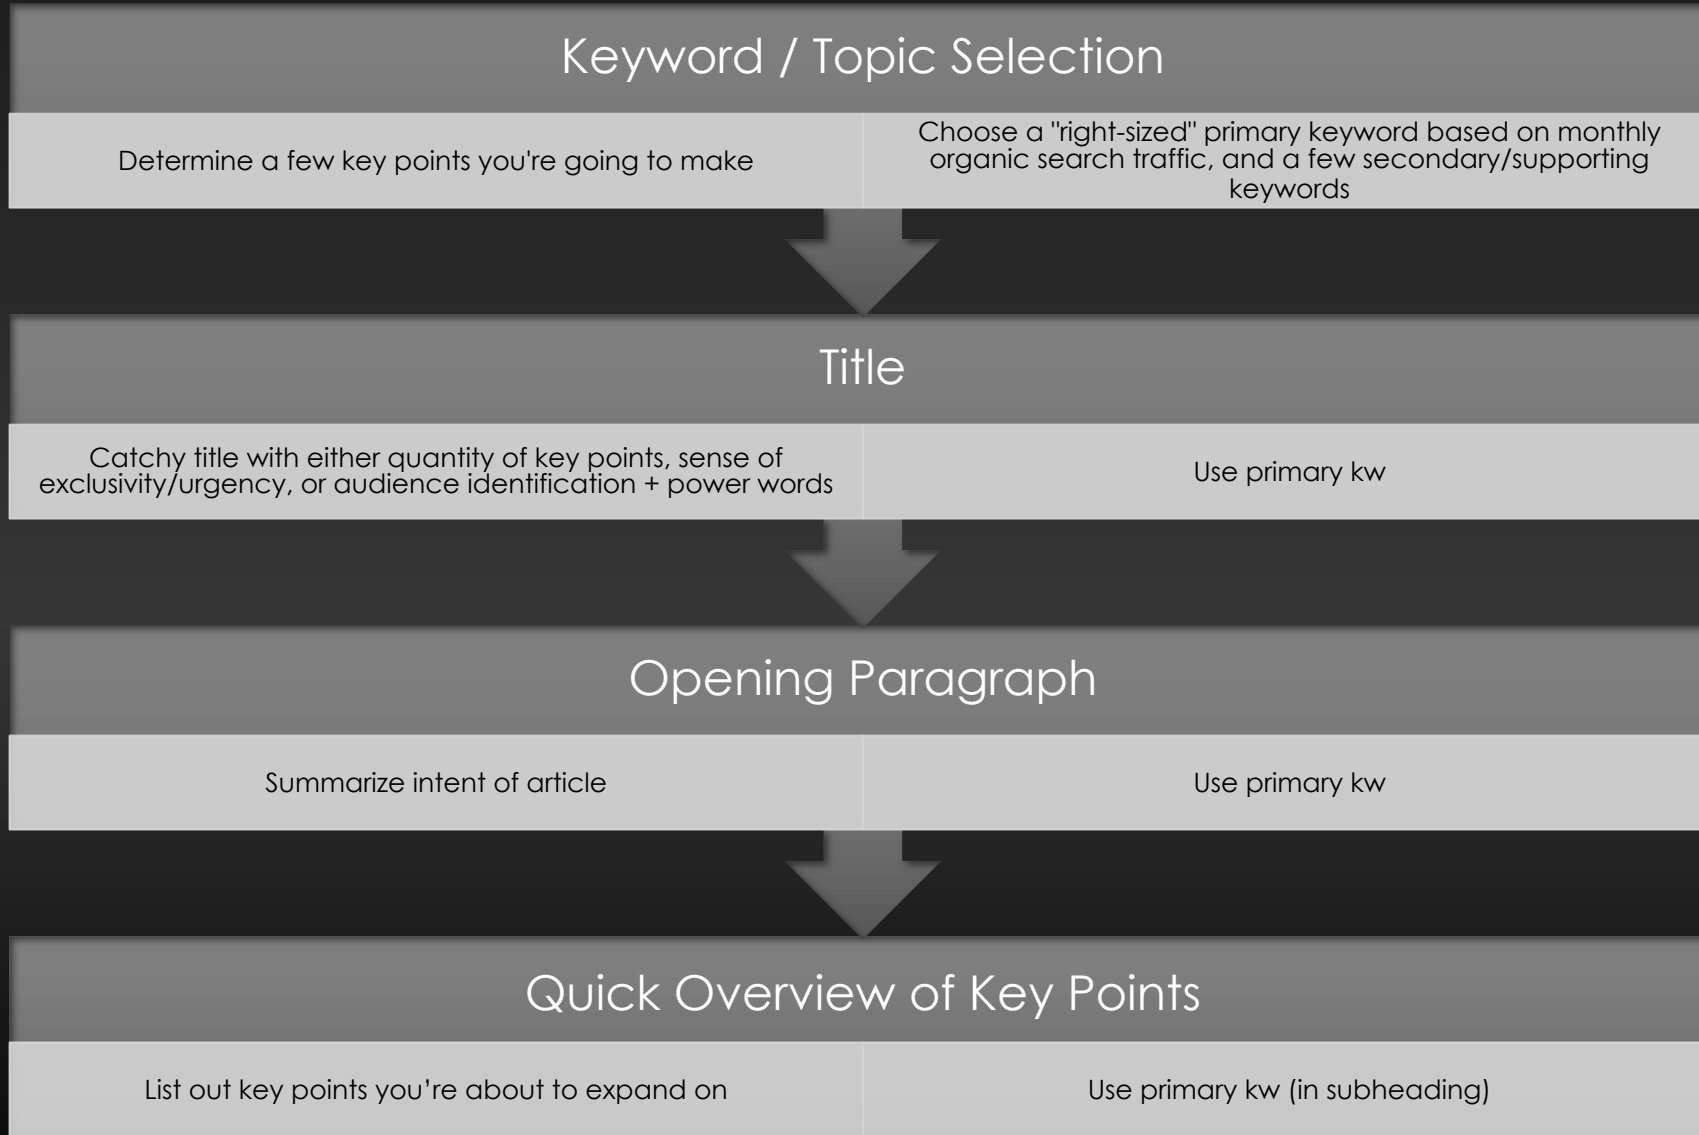 Keyword / Topic Selection
Determine a few key points you're going to make
Choose a "right-sized" primary keyword based on monthly
organic search traffic, and a few secondary/supporting
keywords
Title
Catchy title with either quantity of key points, sense of
exclusivity/urgency, or audience identification + power words
Use primary kw
Opening Paragraph
Summarize intent of article
Use primary kw
Quick Overview of Key Points
List out key points you’re about to expand on
Use primary kw (in subheading)